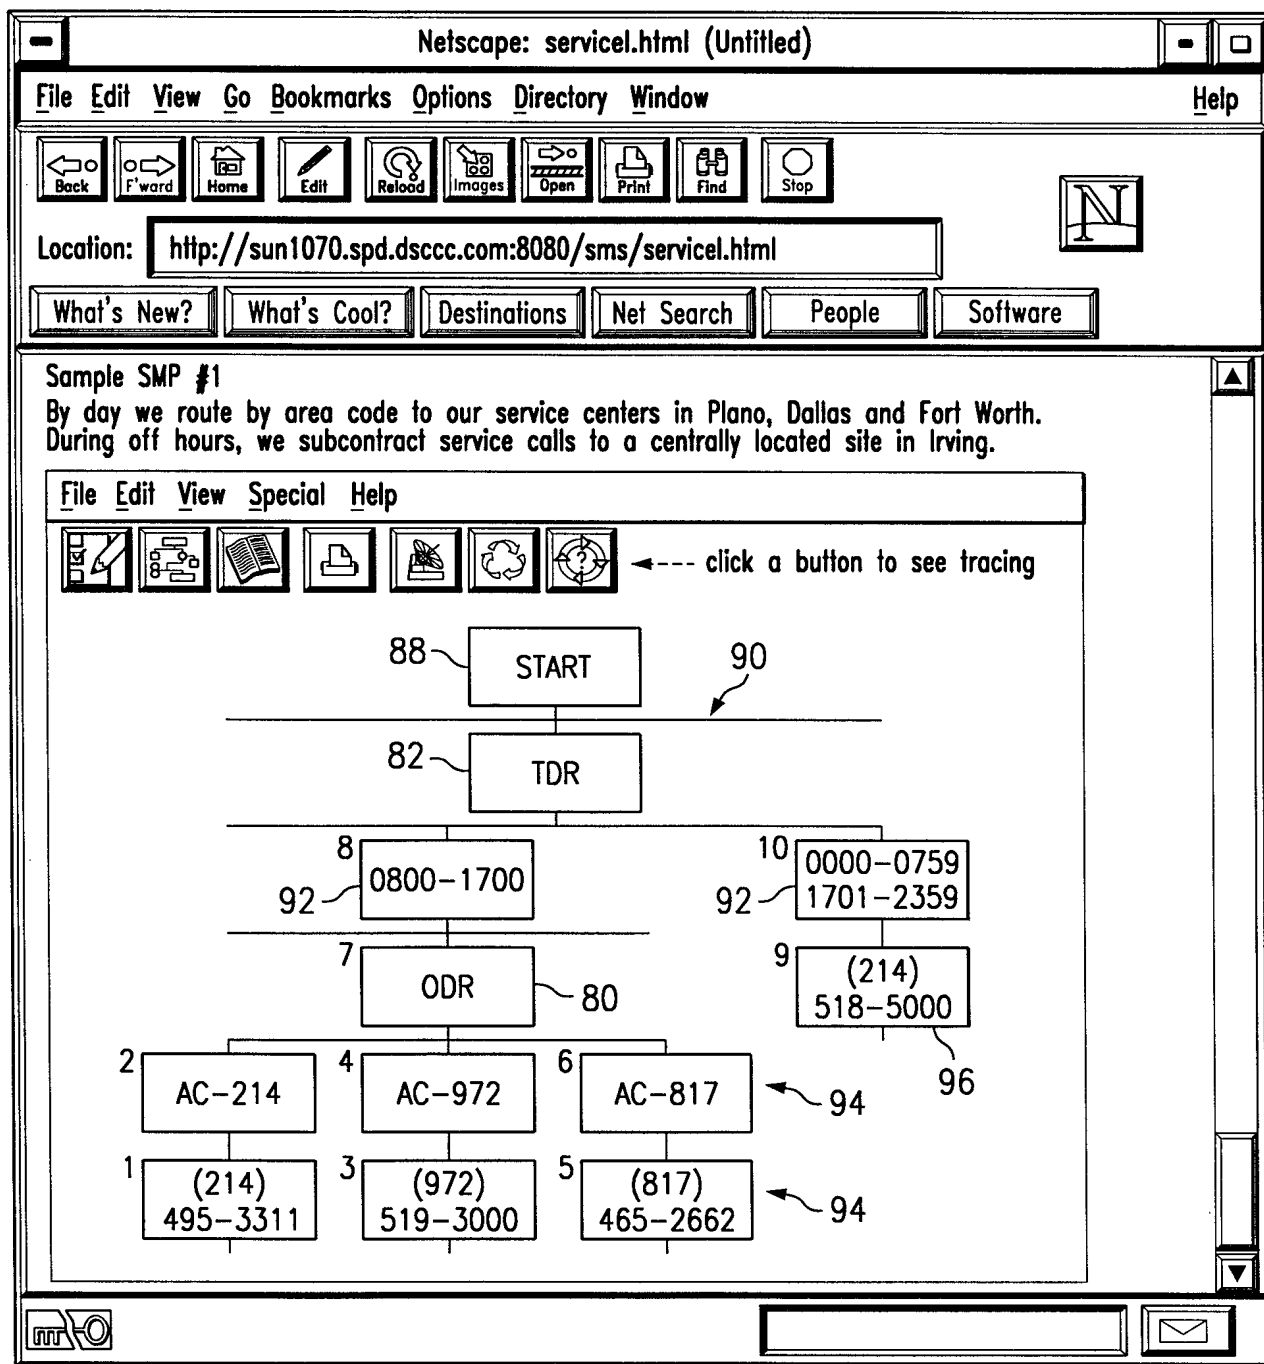 Netscape: servicel.html (Untitled)
File Edit View Go Bookmarks Options Directory Window Help
Back F'ward Home Edit Reload Images Open Print Find Stop
N
Location: http://sun1070.spd.dsccc.com:8080/sms/servicel.html
What's New? What's Cool? Destinations Net Search People Software
Sample SMP #1
By day we route by area code to our service centers in Plano, Dallas and Fort Worth.
During off hours, we subcontract service calls to a centrally located site in Irving.
File Edit View Special Help
? click a button to see tracing
88 START 90
82 TDR
8 0800-1700 92
10 0000-0759
1701-2359 92
7 ODR 80
9 (214)
518-5000 96
2 AC-214 4 AC-972 6 AC-817 94
1 (214) 3 (972) 5 (817) 94
495-3311 519-3000 465-2662